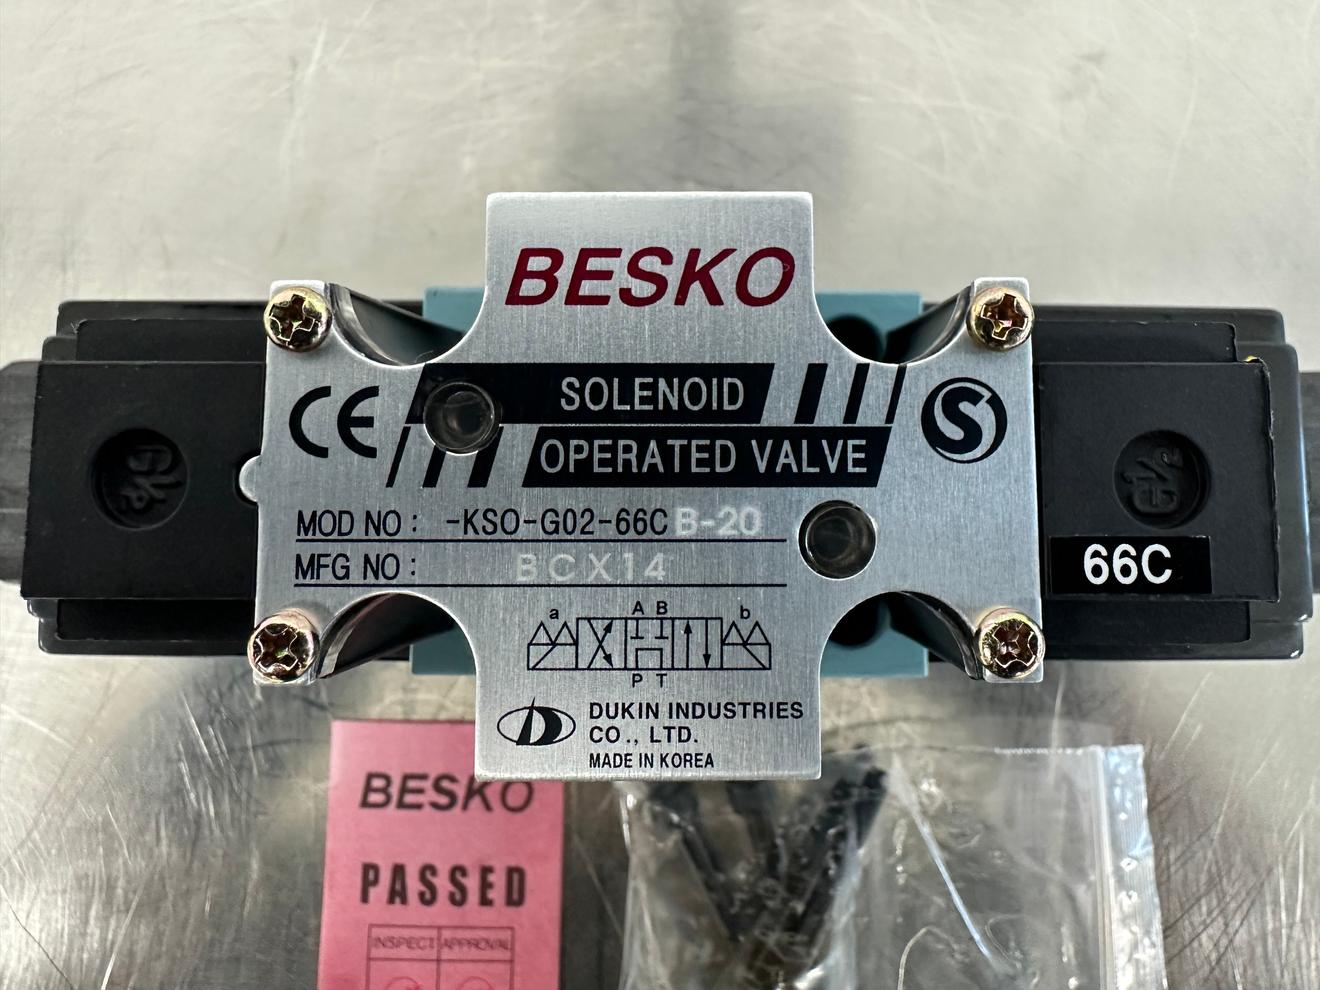 BESKO
CE
SOLENOID
OPERATED VALVE
S
MOD NO : -KSO-G02-66C B-20
MFG NO : BCX14
66C
a A B b
P T
D
DUKIN INDUSTRIES
CO., LTD.
MADE IN KOREA
BESKO
PASSED
INSPECT APPROVAL